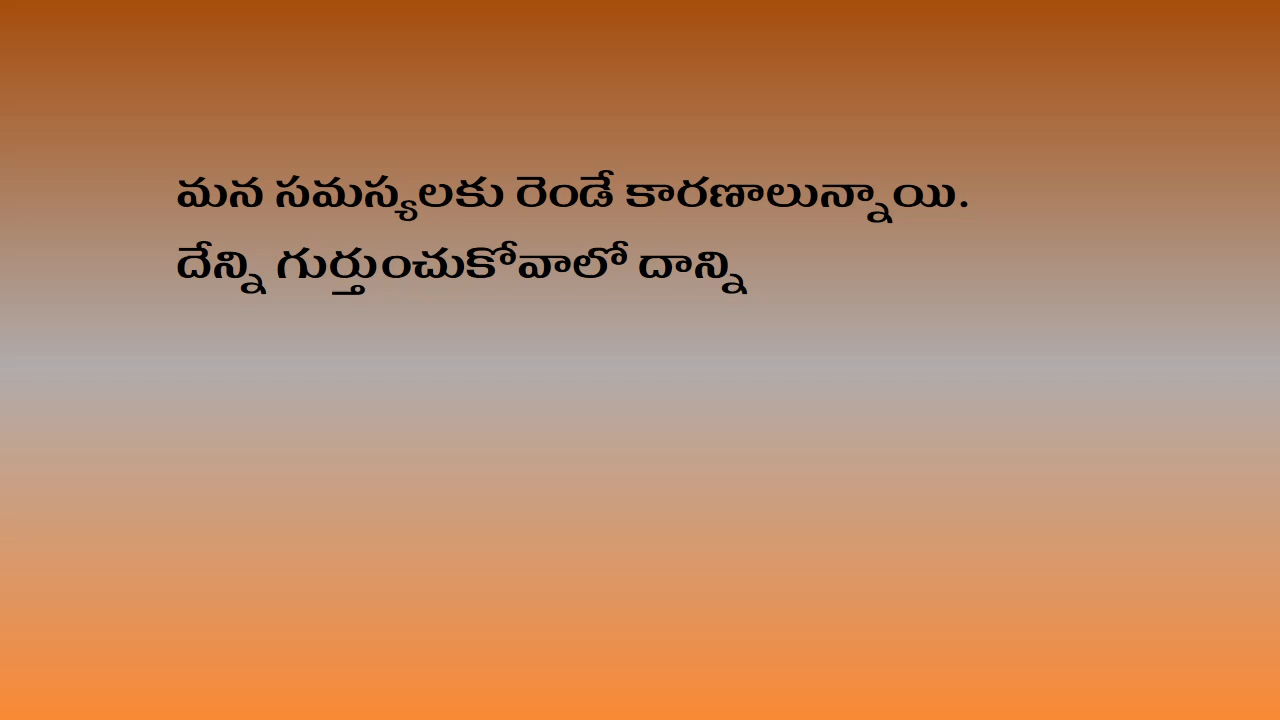 మన సమస్యలకు రెండే కారణాలున్నాయి.
దేన్ని గుర్తుంచుకోవాలో దాన్ని